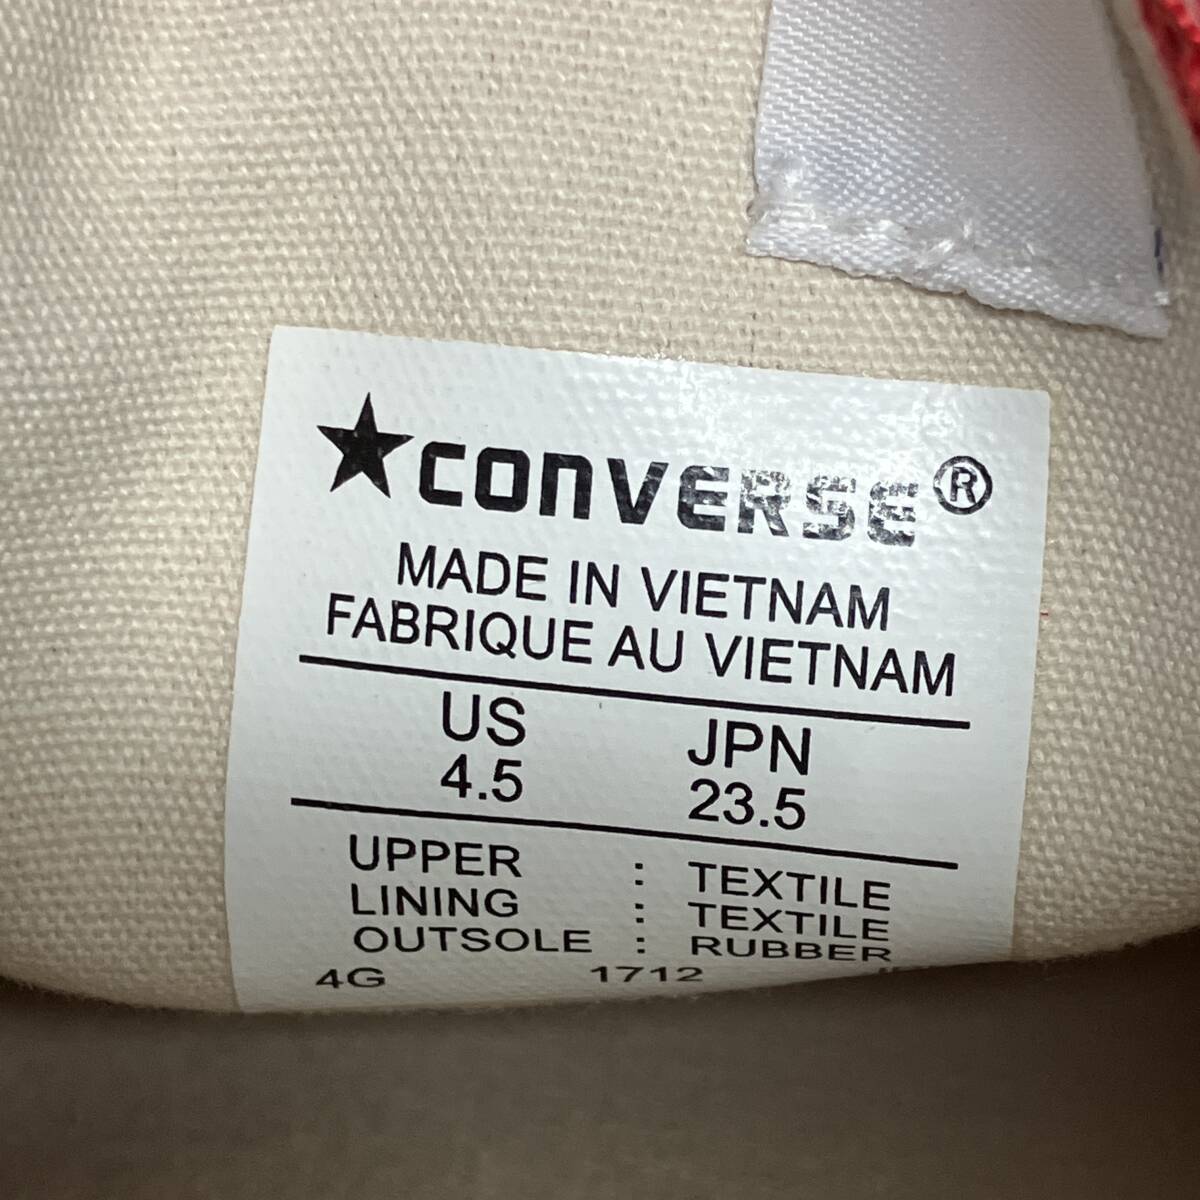 ★CONVERSE®
MADE IN VIETNAM
FABRIQUE AU VIETNAM
US JPN
4.5 23.5
UPPER : TEXTILE
LINING : TEXTILE
OUTSOLE : RUBBER
4G 1712